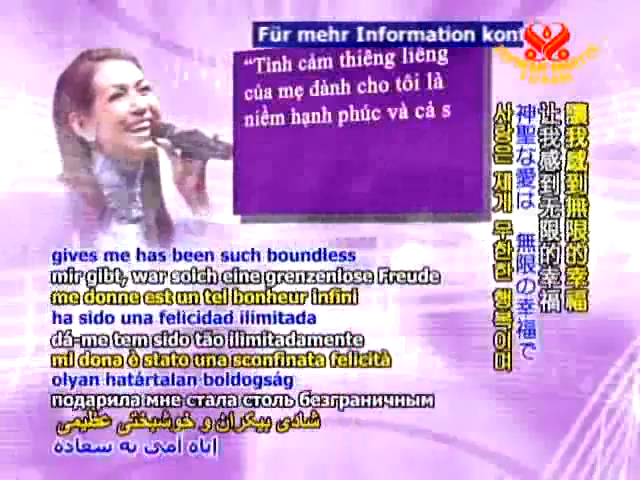 Für mehr Information kont
“Tình cảm thiêng liêng
của mẹ dành cho tôi là
niềm hạnh phúc và cả s
讓我感到無限的幸福
让我感到无限的幸福
神聖な愛は 無限の幸福で
사랑은 제게 무한한 행복이며
gives me has been such boundless
mir gibt, war solch eine grenzenlose Freude
me donne est un tel bonheur infini
ha sido una felicidad ilimitada
dá-me tem sido tão ilimitadamente
mi dona è stato una sconfinata felicità
olyan határtalan boldogság
подарила мне стала столь безграничным
شادی بیکران و خوشبختی عظیمی
إياه أمي به سعادة